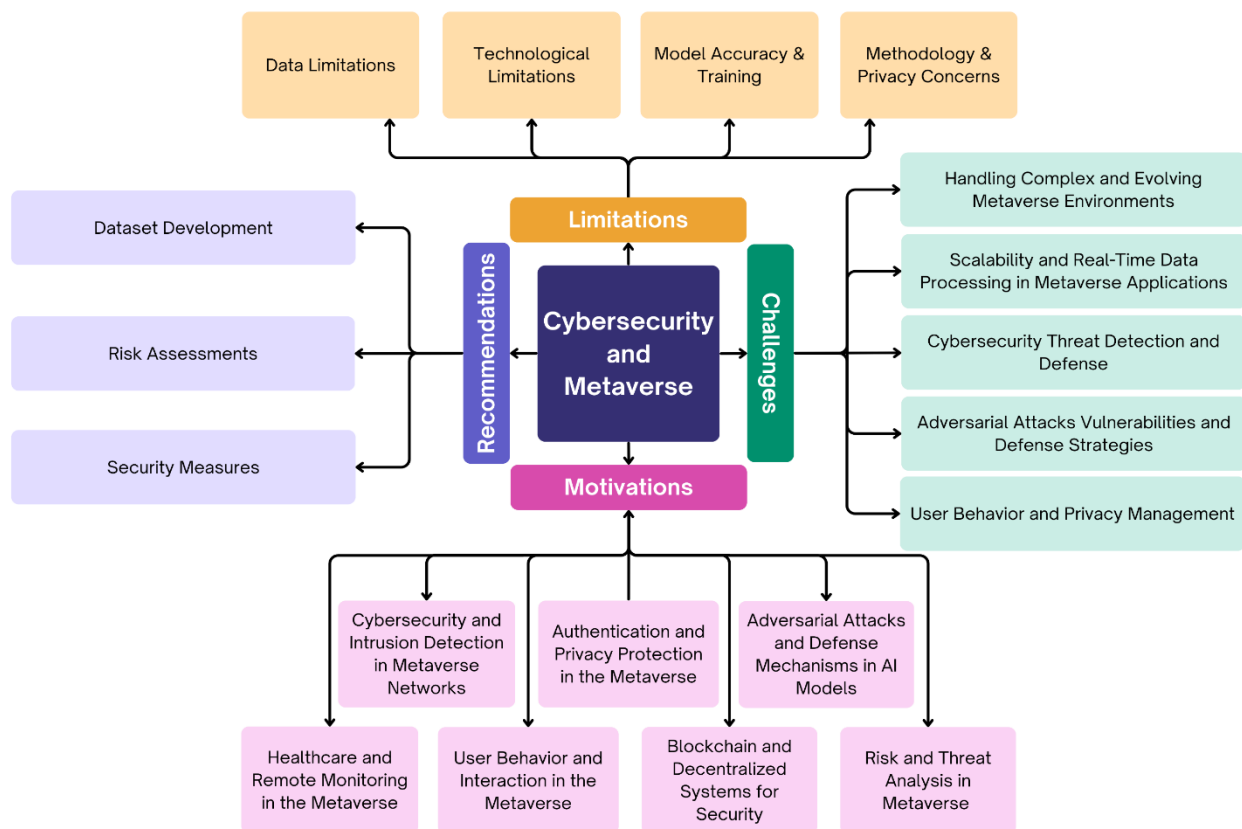 Data Limitations
Technological
Limitations
Model Accuracy &
Training
Methodology &
Privacy Concerns
Limitations
Recommendations
Dataset Development
Risk Assessments
Security Measures
Cybersecurity
and
Metaverse
Challenges
Handling Complex and Evolving
Metaverse Environments
Scalability and Real-Time Data
Processing in Metaverse Applications
Cybersecurity Threat Detection and
Defense
Adversarial Attacks Vulnerabilities and
Defense Strategies
User Behavior and Privacy Management
Motivations
Cybersecurity and
Intrusion Detection
in Metaverse
Networks
Authentication and
Privacy Protection
in the Metaverse
Adversarial Attacks
and Defense
Mechanisms in AI
Models
Healthcare and
Remote Monitoring
in the Metaverse
User Behavior and
Interaction in the
Metaverse
Blockchain and
Decentralized
Systems for
Security
Risk and Threat
Analysis in
Metaverse